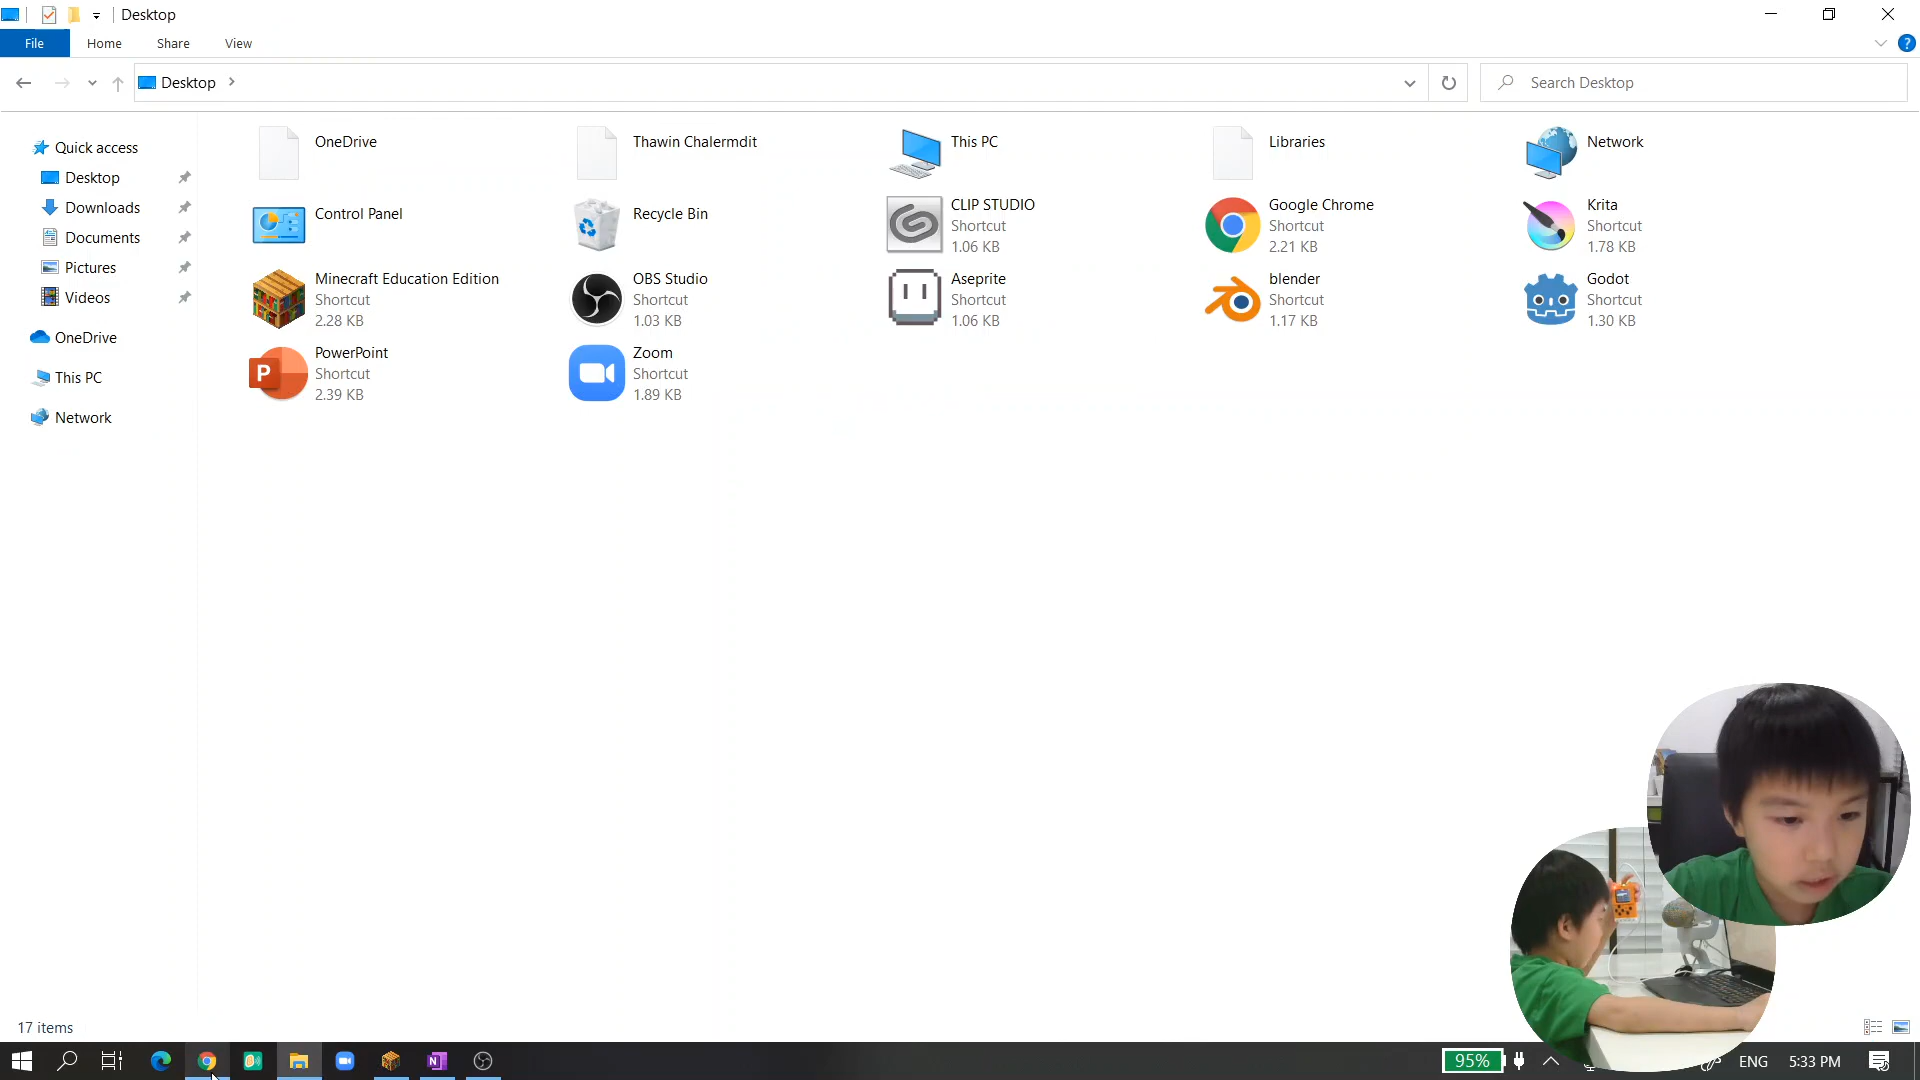 Desktop
File Home Share View
Desktop
Search Desktop
Quick access
Desktop
Downloads
Documents
Pictures
Videos
OneDrive
This PC
Network
OneDrive
Thawin Chalermdit
This PC
Libraries
Network
Control Panel
Recycle Bin
CLIP STUDIO
Shortcut
1.06 KB
Google Chrome
Shortcut
2.21 KB
Krita
Shortcut
1.78 KB
Minecraft Education Edition
Shortcut
2.28 KB
OBS Studio
Shortcut
1.03 KB
Aseprite
Shortcut
1.06 KB
blender
Shortcut
1.17 KB
Godot
Shortcut
1.30 KB
P
PowerPoint
Shortcut
2.39 KB
Zoom
Shortcut
1.89 KB
17 items
N
95%
ENG
5:33 PM